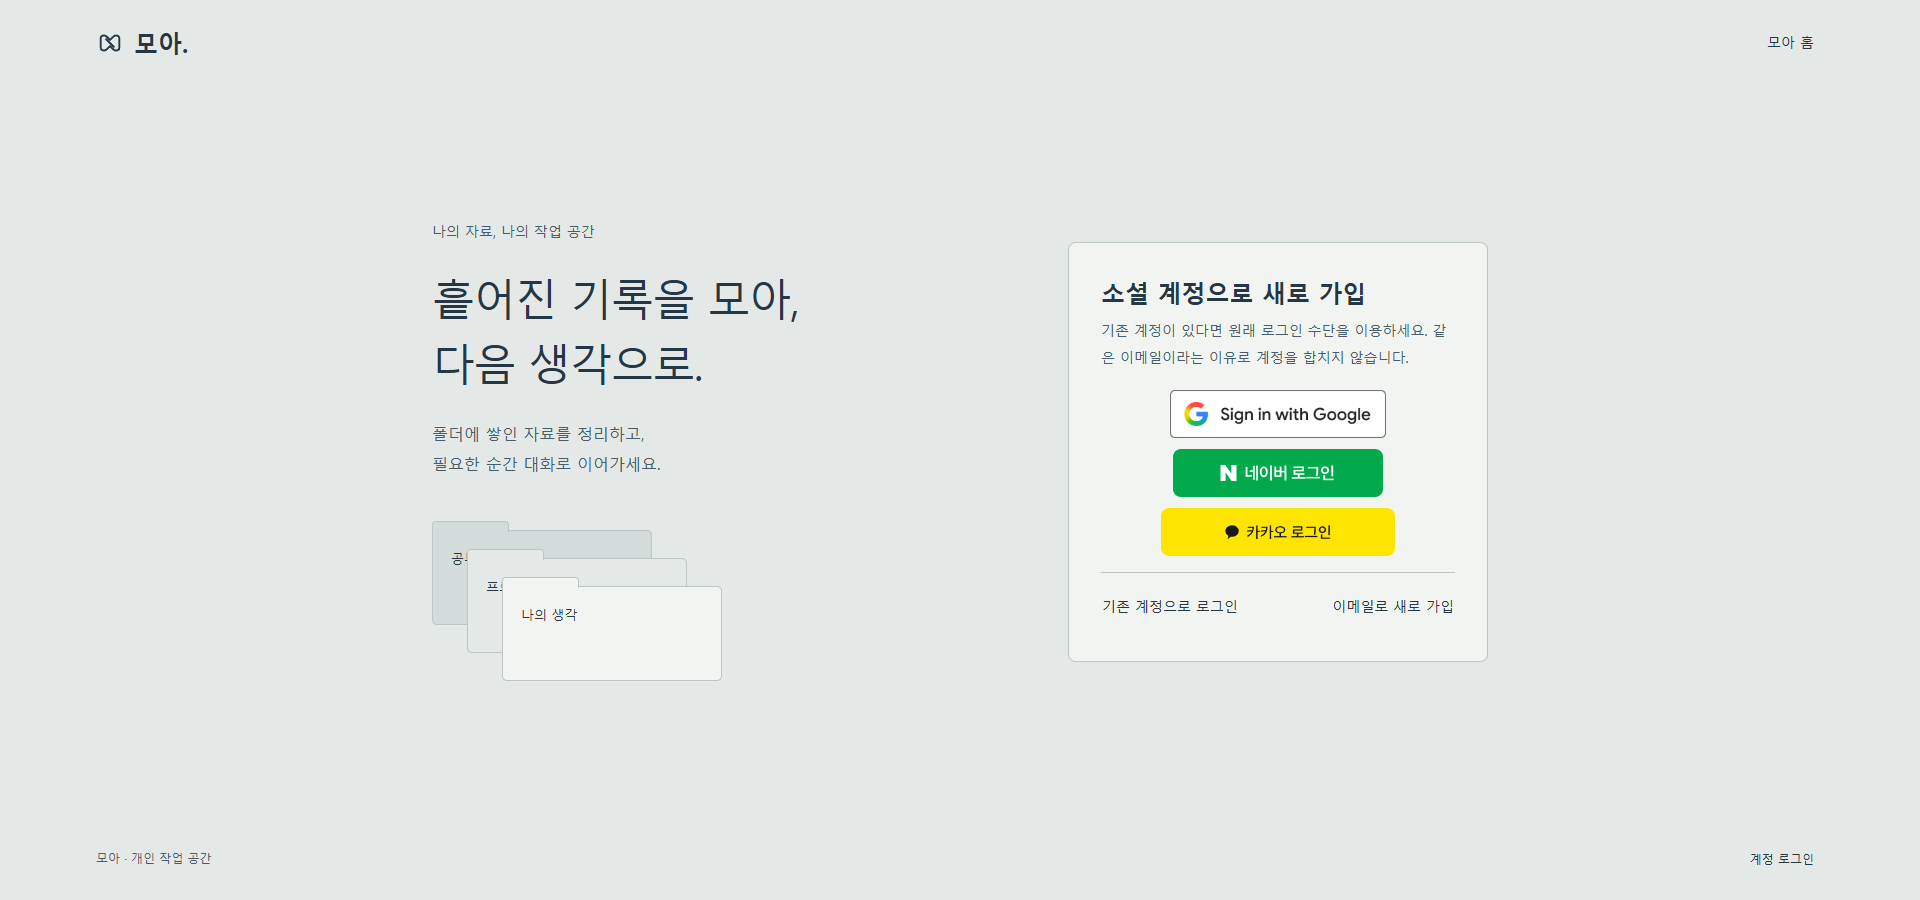 모아.
모아 홈
나의 자료, 나의 작업 공간
흩어진 기록을 모아,
다음 생각으로.
폴더에 쌓인 자료를 정리하고,
필요한 순간 대화로 이어가세요.
나의 생각
소셜 계정으로 새로 가입
기존 계정이 있다면 원래 로그인 수단을 이용하세요. 같
은 이메일이라는 이유로 계정을 합치지 않습니다.
Sign in with Google
네이버 로그인
카카오 로그인
기존 계정으로 로그인
이메일로 새로 가입
모아 · 개인 작업 공간
계정 로그인